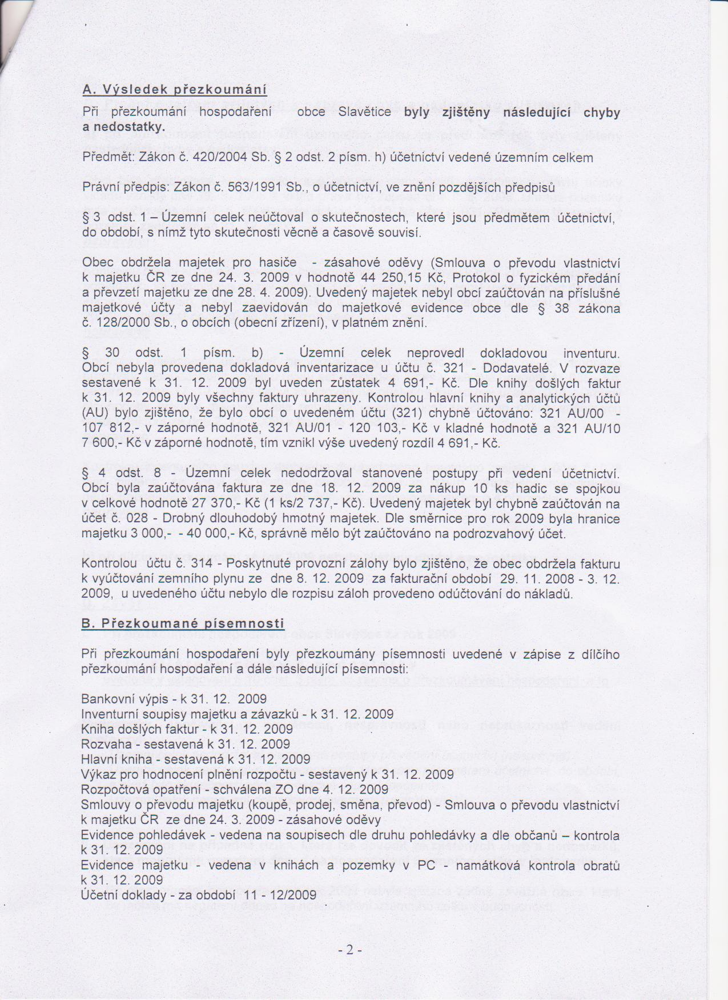 A. Výsledek přezkoumání
Při přezkoumání hospodaření obce Slavětice byly zjištěny následující chyby
a nedostatky.
Předmět: Zákon č. 420/2004 Sb. § 2 odst. 2 písm. h) účetnictví vedené územním celkem
Právní předpis: Zákon č. 563/1991 Sb., o účetnictví, ve znění pozdějších předpisů
§ 3 odst. 1 – Územní celek neúčtoval o skutečnostech, které jsou předmětem účetnictví,
do období, s nímž tyto skutečnosti věcně a časově souvisí.
Obec obdržela majetek pro hasiče - zásahové oděvy (Smlouva o převodu vlastnictví
k majetku ČR ze dne 24. 3. 2009 v hodnotě 44 250,15 Kč, Protokol o fyzickém předání
a převzetí majetku ze dne 28. 4. 2009). Uvedený majetek nebyl obcí zaúčtován na příslušné
majetkové účty a nebyl zaevidován do majetkové evidence obce dle § 38 zákona
č. 128/2000 Sb., o obcích (obecní zřízení), v platném znění.
§ 30 odst. 1 písm. b) - Územní celek neprovedl dokladovou inventuru.
Obcí nebyla provedena dokladová inventarizace u účtu č. 321 - Dodavatelé. V rozvaze
sestavené k 31. 12. 2009 byl uveden zůstatek 4 691,- Kč. Dle knihy došlých faktur
k 31. 12. 2009 byly všechny faktury uhrazeny. Kontrolou hlavní knihy a analytických účtů
(AU) bylo zjištěno, že bylo obcí o uvedeném účtu (321) chybně účtováno: 321 AU/00 -
107 812,- v záporné hodnotě, 321 AU/01 - 120 103,- Kč v kladné hodnotě a 321 AU/10
7 600,- Kč v záporné hodnotě, tím vznikl výše uvedený rozdíl 4 691,- Kč.
§ 4 odst. 8 - Územní celek nedodržoval stanovené postupy při vedení účetnictví.
Obcí byla zaúčtována faktura ze dne 18. 12. 2009 za nákup 10 ks hadic se spojkou
v celkové hodnotě 27 370,- Kč (1 ks/2 737,- Kč). Uvedený majetek byl chybně zaúčtován na
účet č. 028 - Drobný dlouhodobý hmotný majetek. Dle směrnice pro rok 2009 byla hranice
majetku 3 000,- - 40 000,- Kč, správně mělo být zaúčtováno na podrozvahový účet.
Kontrolou účtu č. 314 - Poskytnuté provozní zálohy bylo zjištěno, že obec obdržela fakturu
k vyúčtování zemního plynu ze dne 8. 12. 2009 za fakturační období 29. 11. 2008 - 3. 12.
2009, u uvedeného účtu nebylo dle rozpisu záloh provedeno odúčtování do nákladů.
B. Přezkoumané písemnosti
Při přezkoumání hospodaření byly přezkoumány písemnosti uvedené v zápise z dílčího
přezkoumání hospodaření a dále následující písemnosti:
Bankovní výpis - k 31. 12. 2009
Inventurní soupisy majetku a závazků - k 31. 12. 2009
Kniha došlých faktur - k 31. 12. 2009
Rozvaha - sestavená k 31. 12. 2009
Hlavní kniha - sestavená k 31. 12. 2009
Výkaz pro hodnocení plnění rozpočtu - sestavený k 31. 12. 2009
Rozpočtová opatření - schválena ZO dne 4. 12. 2009
Smlouvy o převodu majetku (koupě, prodej, směna, převod) - Smlouva o převodu vlastnictví
k majetku ČR ze dne 24. 3. 2009 - zásahové oděvy
Evidence pohledávek - vedena na soupisech dle druhu pohledávky a dle občanů – kontrola
k 31. 12. 2009
Evidence majetku - vedena v knihách a pozemky v PC - namátková kontrola obratů
k 31. 12. 2009
Účetní doklady - za období 11 - 12/2009
- 2 -